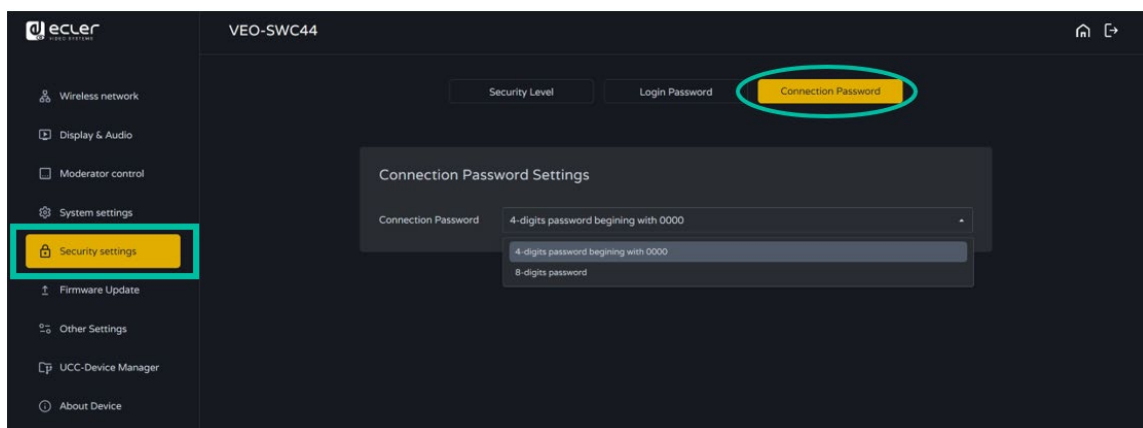 ecler
VIDEO SYSTEMS
VEO-SWC44
Wireless network
Display & Audio
Moderator control
System settings
Security settings
Firmware Update
Other Settings
UCC-Device Manager
About Device
Security Level
Login Password
Connection Password
Connection Password Settings
Connection Password
4-digits password begining with 0000
4-digits password begining with 0000
8-digits password